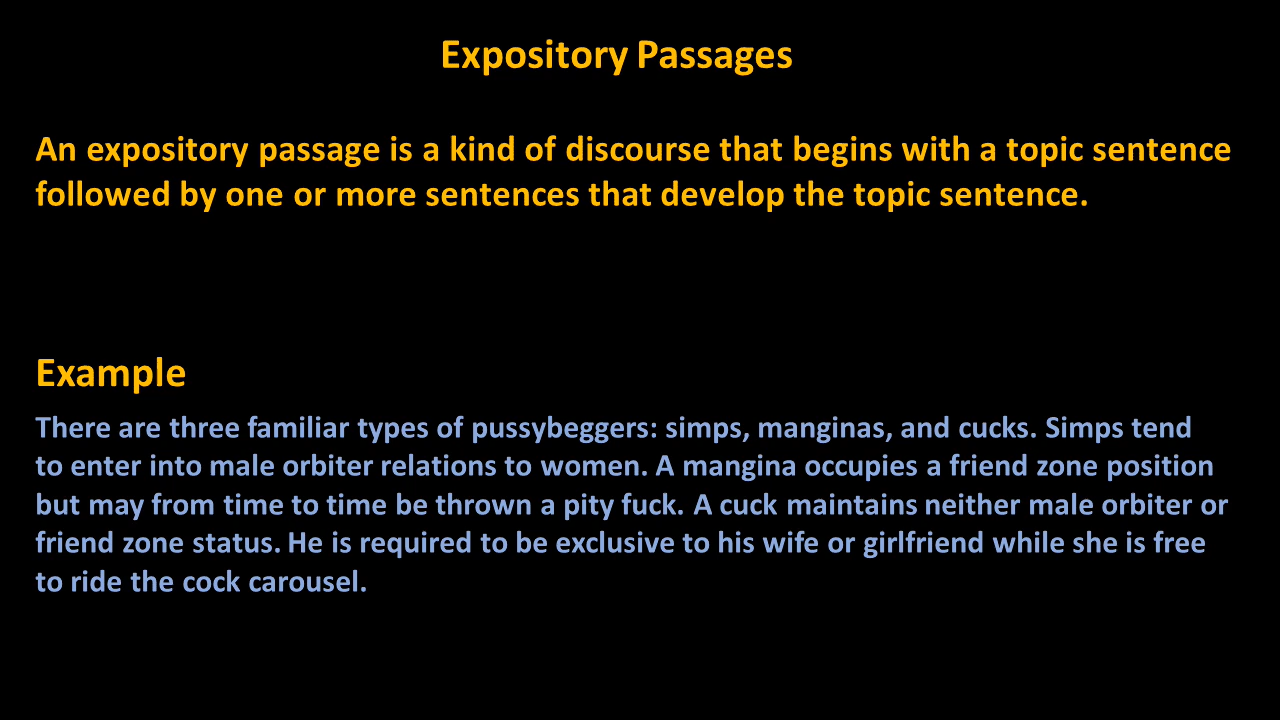 Expository Passages
An expository passage is a kind of discourse that begins with a topic sentence
followed by one or more sentences that develop the topic sentence.
Example
There are three familiar types of pussybeggers: simps, manginas, and cucks. Simps tend
to enter into male orbiter relations to women. A mangina occupies a friend zone position
but may from time to time be thrown a pity fuck. A cuck maintains neither male orbiter or
friend zone status. He is required to be exclusive to his wife or girlfriend while she is free
to ride the cock carousel.